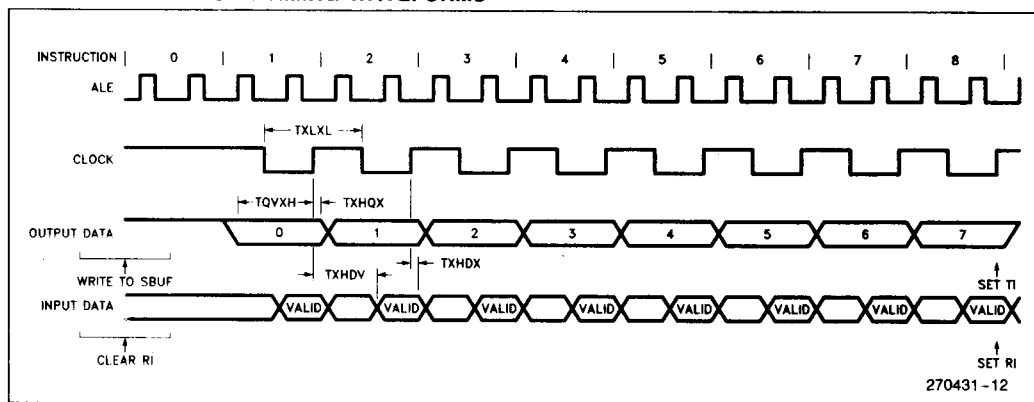 WAVEFORMS
INSTRUCTION | 0 | 1 | 2 | 3 | 4 | 5 | 6 | 7 | 8 |
ALE
TXLXL
CLOCK
TQVXH TXHQX
OUTPUT DATA 0 1 2 3 4 5 6 7
TXHDV TXHDX
WRITE TO SBUF SET TI
INPUT DATA VALID VALID VALID VALID VALID VALID VALID VALID
CLEAR RI SET RI
270431-12